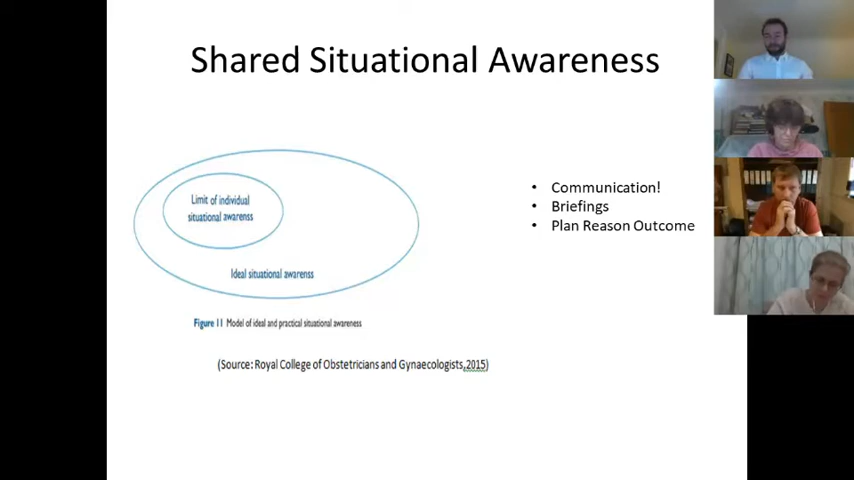 Shared Situational Awareness
Limit of individual
situational awarenss
Ideal situational awarenss
Figure 11 Model of ideal and practical situational awareness
(Source: Royal College of Obstetricians and Gynaecologists,2015)
• Communication!
• Briefings
• Plan Reason Outcome